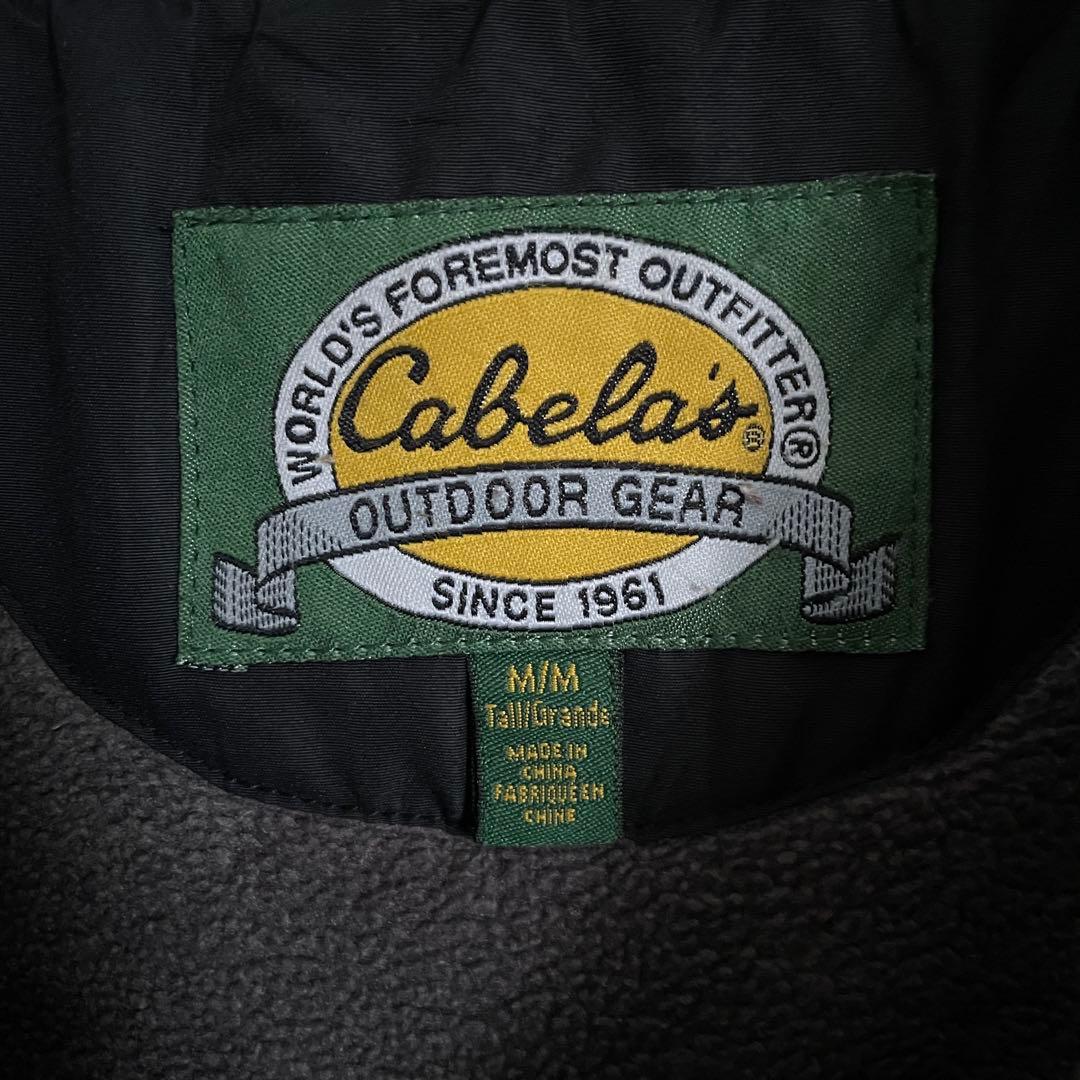 WORLD'S FOREMOST OUTFITTER®
Cabela's®
OUTDOOR GEAR
SINCE 1961
M/M
Tall/Grande
MADE IN
CHINA
FABRIQUE EN
CHINE